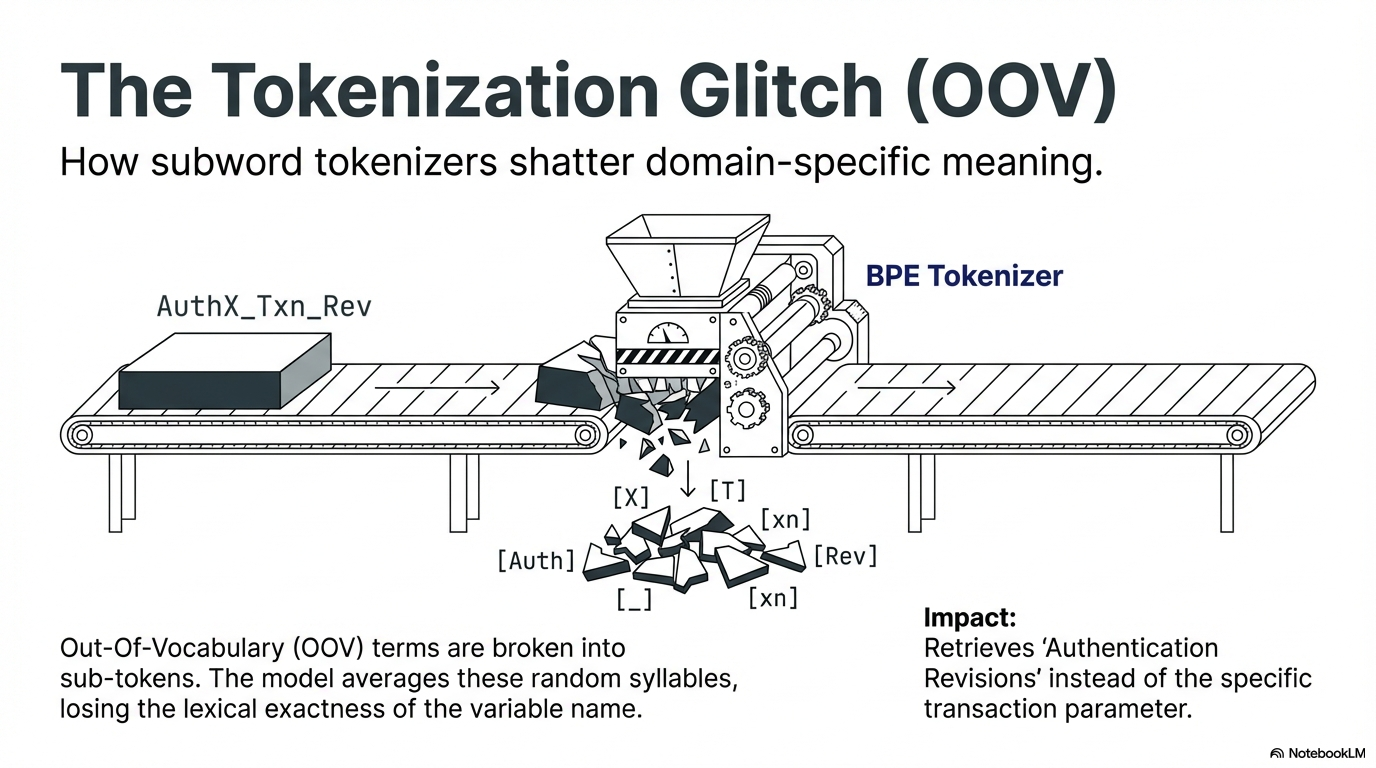 The Tokenization Glitch (OOV)
How subword tokenizers shatter domain-specific meaning.
BPE Tokenizer
AuthX_Txn_Rev
[X]
[T]
[xn]
[Auth]
[Rev]
[_]
[xn]
Out-Of-Vocabulary (OOV) terms are broken into
sub-tokens. The model averages these random syllables,
losing the lexical exactness of the variable name.
Impact:
Retrieves ‘Authentication
Revisions’ instead of the specific
transaction parameter.
NotebookLM